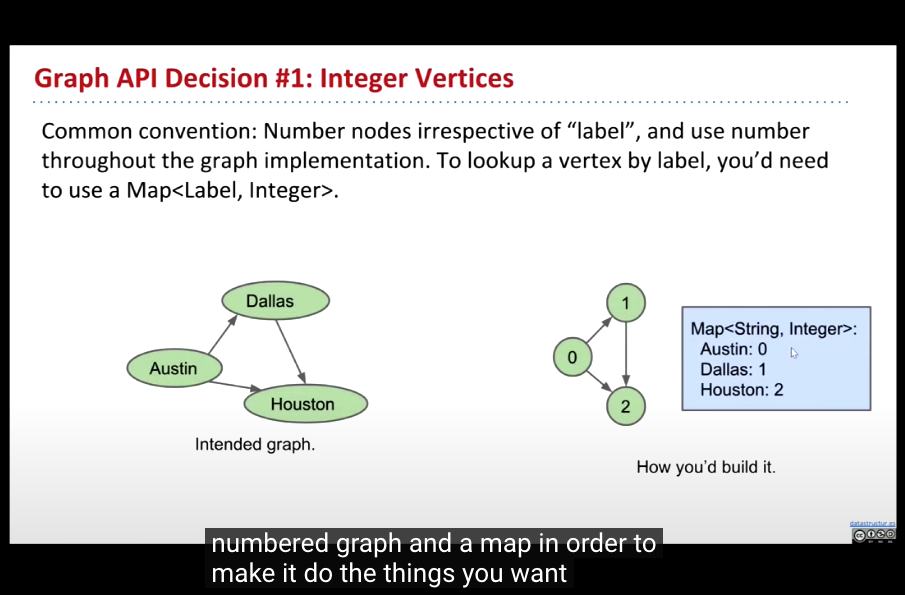 Graph API Decision #1: Integer Vertices
Common convention: Number nodes irrespective of “label”, and use number
throughout the graph implementation. To lookup a vertex by label, you’d need
to use a Map<Label, Integer>.
Dallas
Austin
Houston
Intended graph.
1
0
2
Map<String, Integer>:
Austin: 0
Dallas: 1
Houston: 2
How you’d build it.
datastructur.es
numbered graph and a map in order to
make it do the things you want